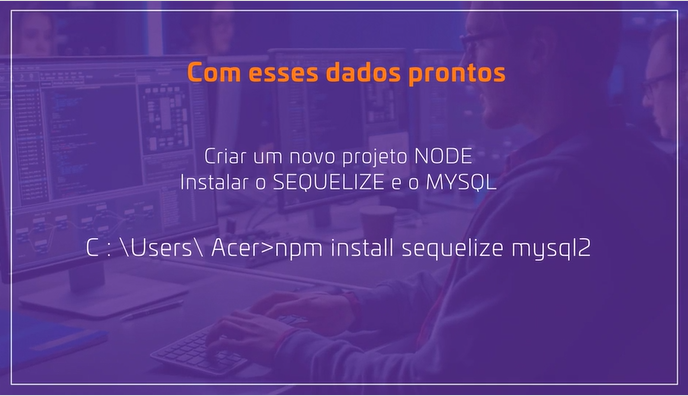 Com esses dados prontos
Criar um novo projeto NODE
Instalar o SEQUELIZE e o MYSQL
C : \Users\ Acer>npm install sequelize mysql2